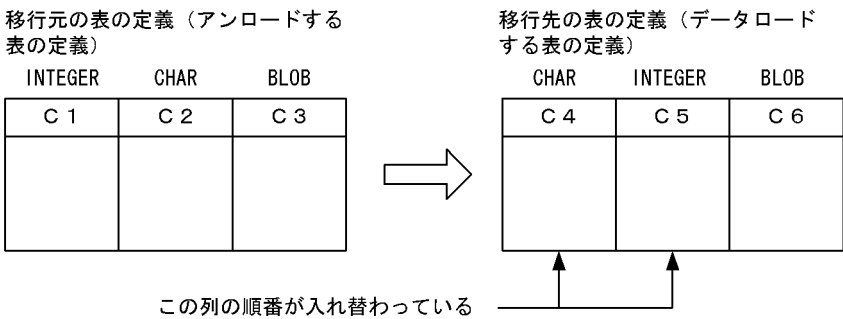 移行元の表の定義（アンロードする
表の定義）
移行先の表の定義（データロード
する表の定義）
INTEGER CHAR BLOB
CHAR INTEGER BLOB
Ｃ１ Ｃ２ Ｃ３
Ｃ４ Ｃ５ Ｃ６
この列の順番が入れ替わっている